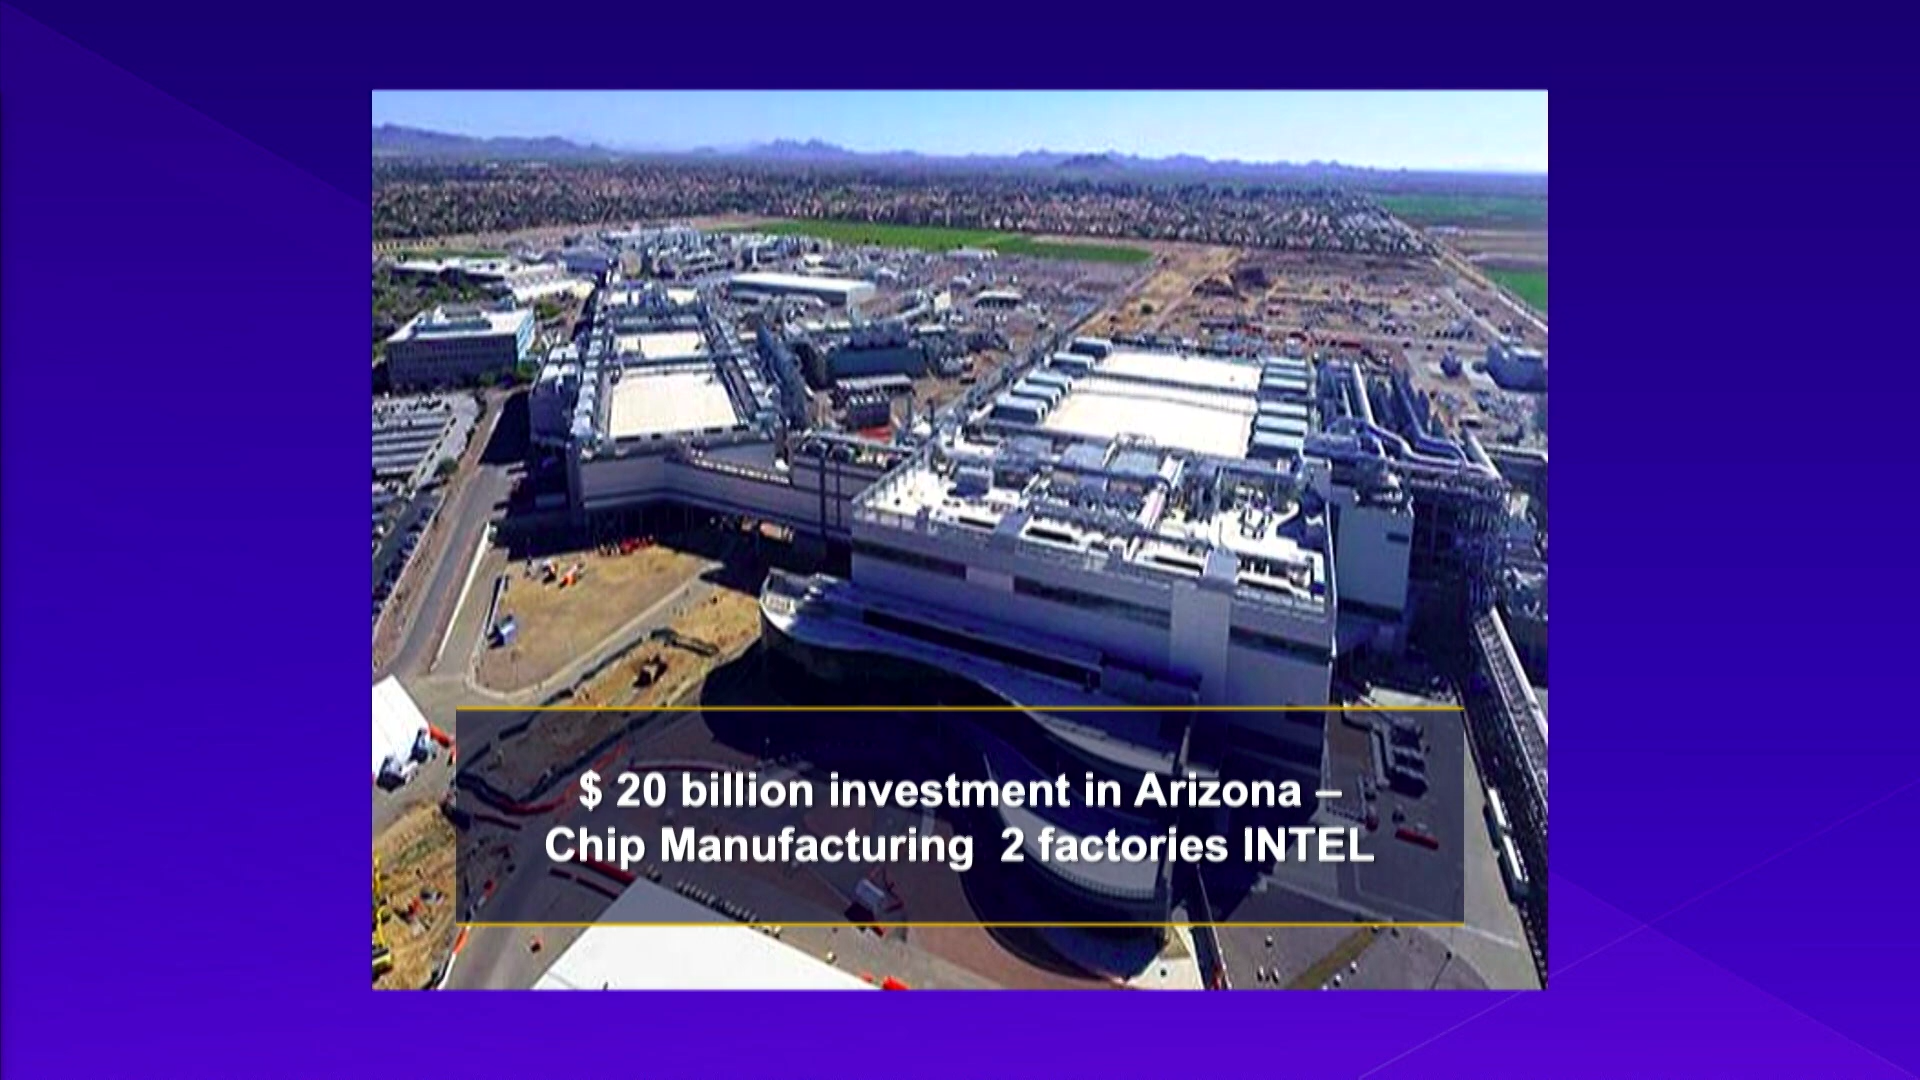 $ 20 billion investment in Arizona –
Chip Manufacturing  2 factories INTEL